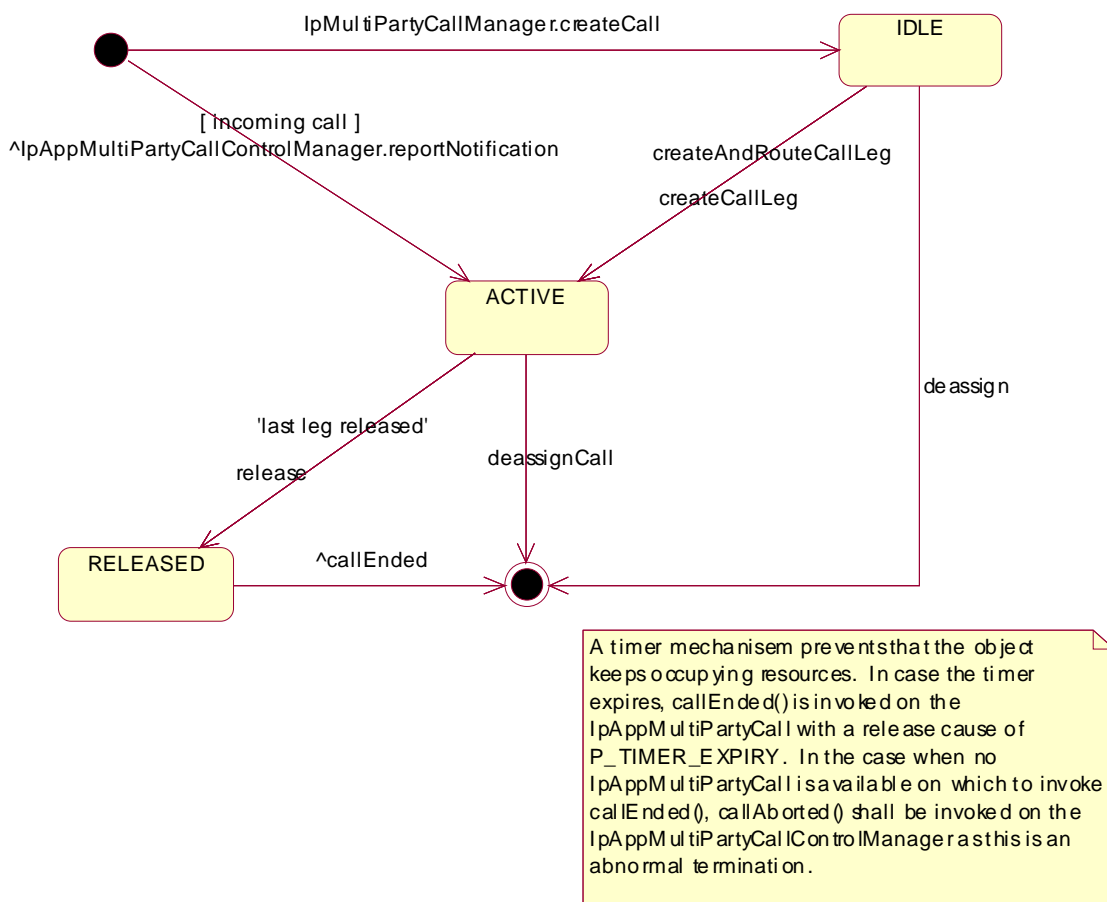 IpMultiPartyCallManager.createCall
IDLE
[ incoming call ]
^IpAppMultiPartyCallControlManager.reportNotification
createAndRouteCallLeg
createCallLeg
ACTIVE
deassign
'last leg released'
release
deassignCall
RELEASED
^callEnded
A timer mechanisem prevents that the object
keeps occupying resources. In case the timer
expires, callEnded() is invoked on the
IpAppMultiPartyCall with a release cause of
P_TIMER_EXPIRY. In the case when no
IpAppMultiPartyCall is available on which to invoke
callEnded(), callAborted() shall be invoked on the
IpAppMultiPartyCallControlManager as this is an
abnormal termination.